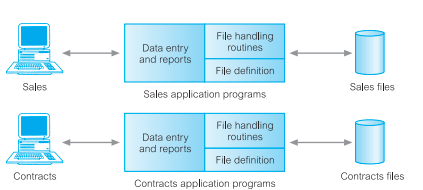 Data entry
and reports
File handling
routines
File definition
Sales
Sales application programs
Sales files
Data entry
and reports
File handling
routines
File definition
Contracts
Contracts application programs
Contracts files